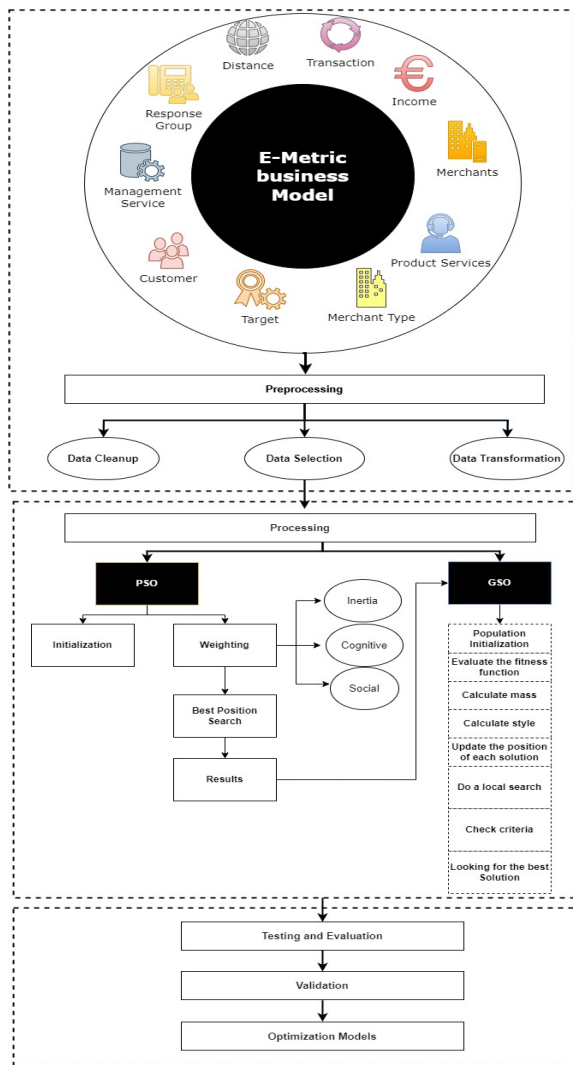 Distance
Transaction
Response
Group
Income
E-Metric
business
Model
Management
Service
Merchants
Customer
Product Services
Target
Merchant Type
Preprocessing
Data Cleanup
Data Selection
Data Transformation
Processing
PSO
GSO
Initialization
Weighting
Inertia
Cognitive
Social
Best Position
Search
Results
Population
Initialization
Evaluate the fitness
function
Calculate mass
Calculate style
Update the position
of each solution
Do a local search
Check criteria
Looking for the best
Solution
Testing and Evaluation
Validation
Optimization Models